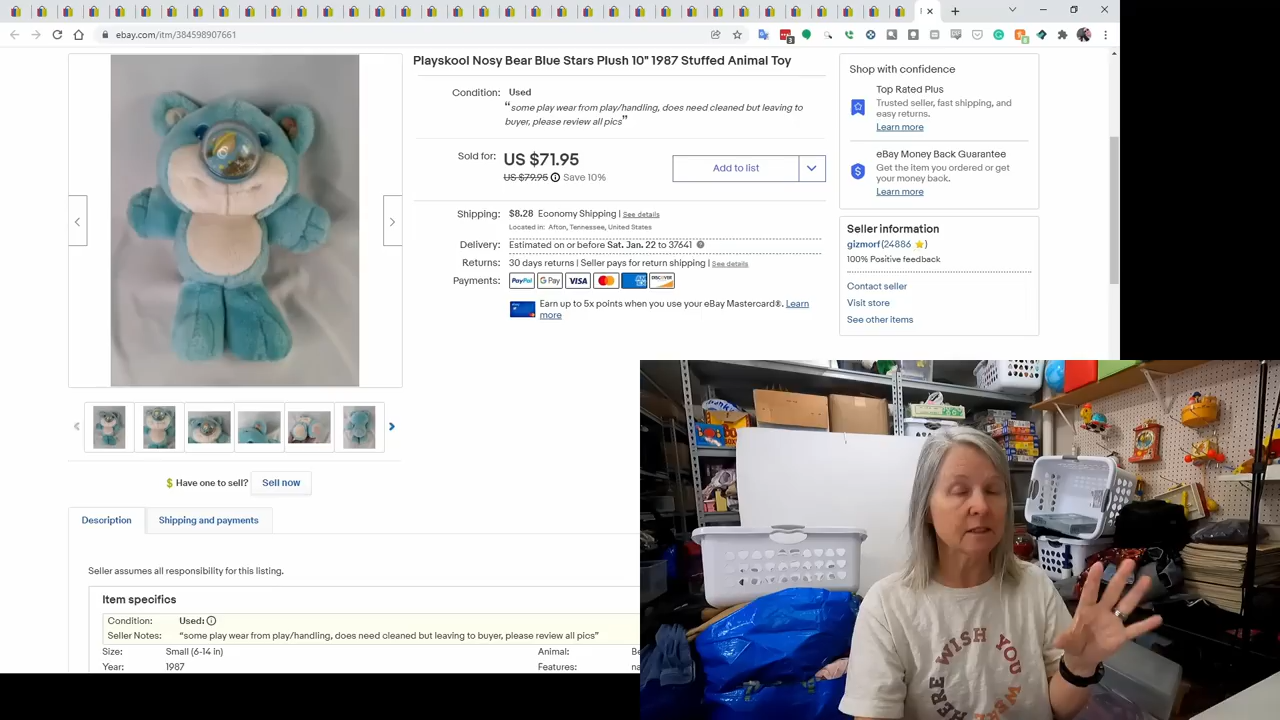 ebay.com/itm/384598907661
Playskool Nosy Bear Blue Stars Plush 10" 1987 Stuffed Animal Toy
Condition: Used
“some play wear from play/handling, does need cleaned but leaving to
buyer, please review all pics”
Sold for: US $71.95
US $79.95 Save 10%
Add to list
Shipping: $8.28 Economy Shipping | See details
Located in: Afton, Tennessee, United States
Delivery: Estimated on or before Sat. Jan. 22 to 37641
Returns: 30 days returns | Seller pays for return shipping | See details
Payments: PayPal G Pay VISA DISCOVER
Earn up to 5x points when you use your eBay Mastercard®. Learn
more
Shop with confidence
Top Rated Plus
Trusted seller, fast shipping, and
easy returns.
Learn more
eBay Money Back Guarantee
Get the item you ordered or get
your money back.
Learn more
Seller information
gizmorf (24886 )
100% Positive feedback
Contact seller
Visit store
See other items
$ Have one to sell? Sell now
Description Shipping and payments
Seller assumes all responsibility for this listing.
Item specifics
Condition: Used:
Seller Notes: “some play wear from play/handling, does need cleaned but leaving to buyer, please review all pics”
Size: Small (6-14 in) Animal:
Year: 1987 Features:
WISH YOU WERE HERE